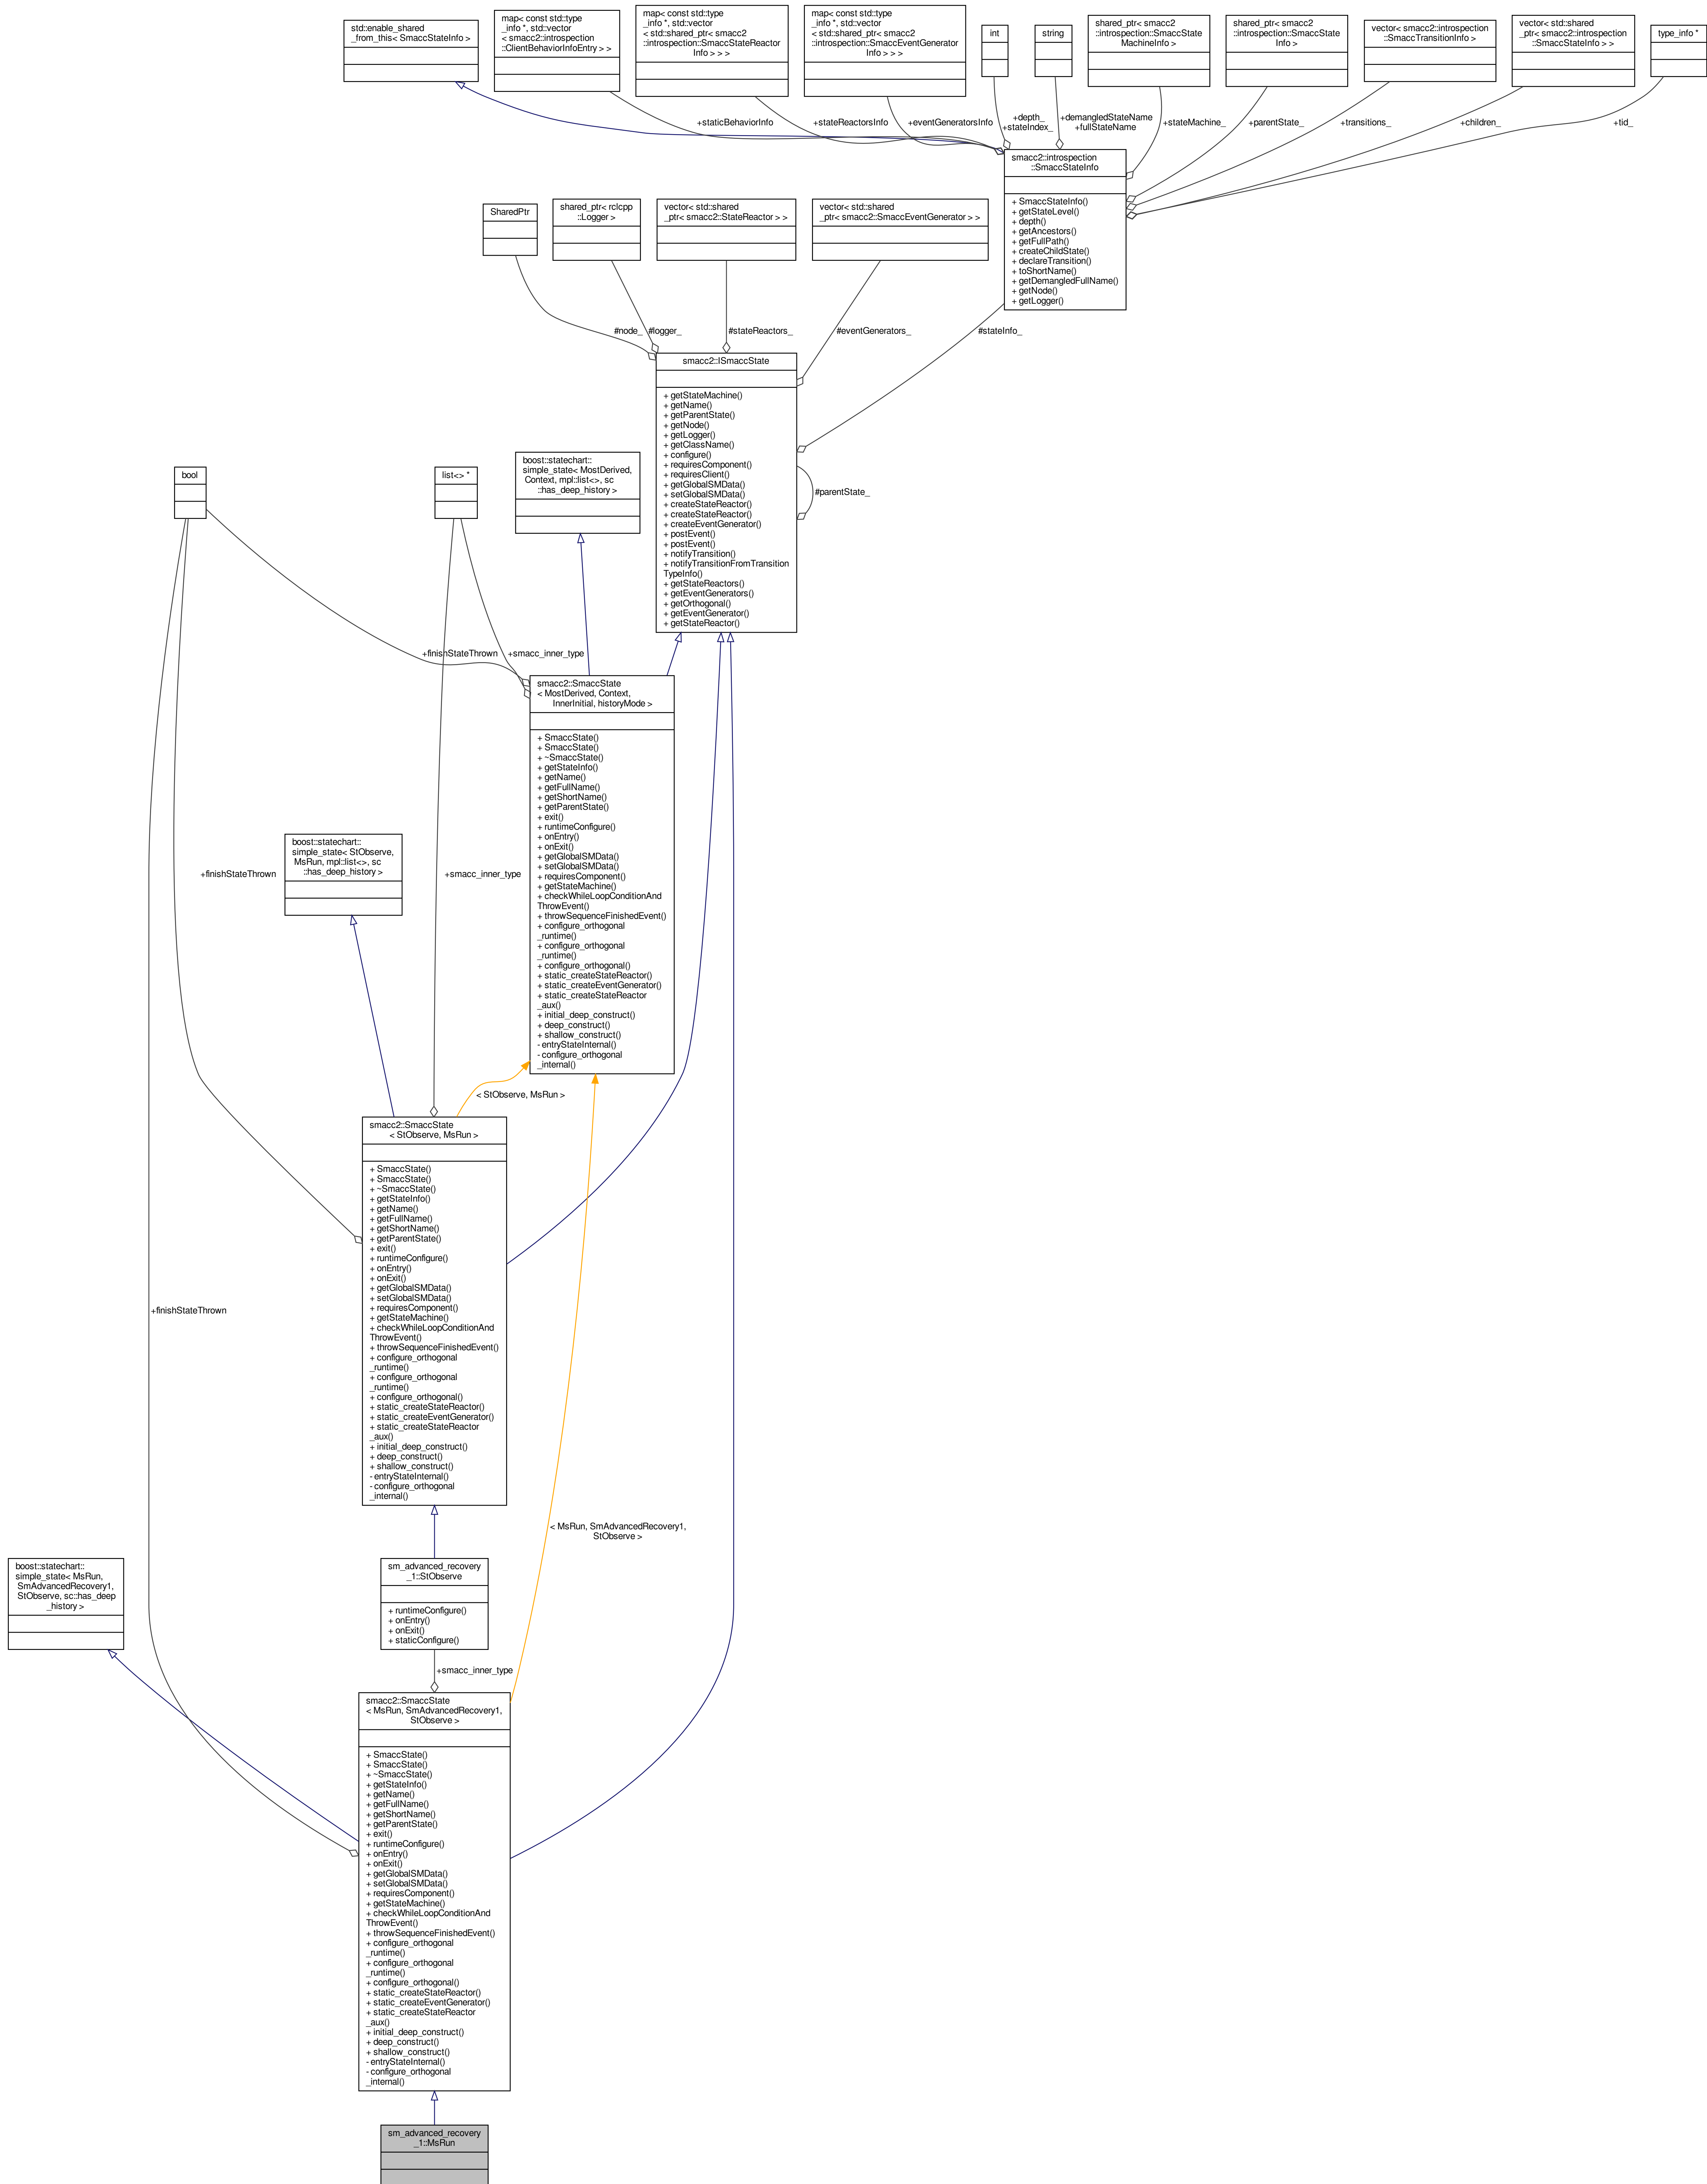 std::enable_shared
_from_this< SmaccStateInfo >
map< const std::type
_info *, std::vector
< smacc2::introspection
::ClientBehaviorInfoEntry > >
map< const std::type
_info *, std::vector
< std::shared_ptr< smacc2
::introspection::SmaccStateReactor
Info > > >
map< const std::type
_info *, std::vector
< std::shared_ptr< smacc2
::introspection::SmaccEventGenerator
Info > > >
int
string
shared_ptr< smacc2
::introspection::SmaccState
MachineInfo >
shared_ptr< smacc2
::introspection::SmaccState
Info >
vector< smacc2::introspection
::SmaccTransitionInfo >
vector< std::shared
_ptr< smacc2::introspection
::SmaccStateInfo > >
type_info *
+staticBehaviorInfo
+stateReactorsInfo
+eventGeneratorsInfo
+depth_
+stateIndex_
+demangledStateName
+fullStateName
+stateMachine_
+parentState_
+transitions_
+children_
+tid_
smacc2::introspection
::SmaccStateInfo
+ SmaccStateInfo()
+ getStateLevel()
+ depth()
+ getAncestors()
+ getFullPath()
+ createChildState()
+ declareTransition()
+ toShortName()
+ getDemangledFullName()
+ getNode()
+ getLogger()
SharedPtr
shared_ptr< rclcpp
::Logger >
vector< std::shared
_ptr< smacc2::StateReactor > >
vector< std::shared
_ptr< smacc2::SmaccEventGenerator > >
#node_
#logger_
#stateReactors_
#eventGenerators_
#stateInfo_
smacc2::ISmaccState
+ getStateMachine()
+ getName()
+ getParentState()
+ getNode()
+ getLogger()
+ getClassName()
+ configure()
+ requiresComponent()
+ requiresClient()
+ getGlobalSMData()
+ setGlobalSMData()
+ createStateReactor()
+ createStateReactor()
+ createEventGenerator()
+ postEvent()
+ postEvent()
+ notifyTransition()
+ notifyTransitionFromTransition
TypeInfo()
+ getStateReactors()
+ getEventGenerators()
+ getOrthogonal()
+ getEventGenerator()
+ getStateReactor()
#parentState_
bool
list<> *
boost::statechart::
simple_state< MostDerived,
Context, mpl::list<>, sc
::has_deep_history >
+finishStateThrown
+smacc_inner_type
smacc2::SmaccState
< MostDerived, Context,
InnerInitial, historyMode >
+ SmaccState()
+ SmaccState()
+ ~SmaccState()
+ getStateInfo()
+ getName()
+ getFullName()
+ getShortName()
+ getParentState()
+ exit()
+ runtimeConfigure()
+ onEntry()
+ onExit()
+ getGlobalSMData()
+ setGlobalSMData()
+ requiresComponent()
+ getStateMachine()
+ checkWhileLoopConditionAnd
ThrowEvent()
+ throwSequenceFinishedEvent()
+ configure_orthogonal
_runtime()
+ configure_orthogonal
_runtime()
+ configure_orthogonal()
+ static_createStateReactor()
+ static_createEventGenerator()
+ static_createStateReactor
_aux()
+ initial_deep_construct()
+ deep_construct()
+ shallow_construct()
- entryStateInternal()
- configure_orthogonal
_internal()
boost::statechart::
simple_state< StObserve,
MsRun, mpl::list<>, sc
::has_deep_history >
+finishStateThrown
+smacc_inner_type
< StObserve, MsRun >
smacc2::SmaccState
< StObserve, MsRun >
+ SmaccState()
+ SmaccState()
+ ~SmaccState()
+ getStateInfo()
+ getName()
+ getFullName()
+ getShortName()
+ getParentState()
+ exit()
+ runtimeConfigure()
+ onEntry()
+ onExit()
+ getGlobalSMData()
+ setGlobalSMData()
+ requiresComponent()
+ getStateMachine()
+ checkWhileLoopConditionAnd
ThrowEvent()
+ throwSequenceFinishedEvent()
+ configure_orthogonal
_runtime()
+ configure_orthogonal
_runtime()
+ configure_orthogonal()
+ static_createStateReactor()
+ static_createEventGenerator()
+ static_createStateReactor
_aux()
+ initial_deep_construct()
+ deep_construct()
+ shallow_construct()
- entryStateInternal()
- configure_orthogonal
_internal()
+finishStateThrown
< MsRun, SmAdvancedRecovery1,
StObserve >
boost::statechart::
simple_state< MsRun,
SmAdvancedRecovery1,
StObserve, sc::has_deep
_history >
sm_advanced_recovery
_1::StObserve
+ runtimeConfigure()
+ onEntry()
+ onExit()
+ staticConfigure()
+smacc_inner_type
smacc2::SmaccState
< MsRun, SmAdvancedRecovery1,
StObserve >
+ SmaccState()
+ SmaccState()
+ ~SmaccState()
+ getStateInfo()
+ getName()
+ getFullName()
+ getShortName()
+ getParentState()
+ exit()
+ runtimeConfigure()
+ onEntry()
+ onExit()
+ getGlobalSMData()
+ setGlobalSMData()
+ requiresComponent()
+ getStateMachine()
+ checkWhileLoopConditionAnd
ThrowEvent()
+ throwSequenceFinishedEvent()
+ configure_orthogonal
_runtime()
+ configure_orthogonal
_runtime()
+ configure_orthogonal()
+ static_createStateReactor()
+ static_createEventGenerator()
+ static_createStateReactor
_aux()
+ initial_deep_construct()
+ deep_construct()
+ shallow_construct()
- entryStateInternal()
- configure_orthogonal
_internal()
sm_advanced_recovery
_1::MsRun